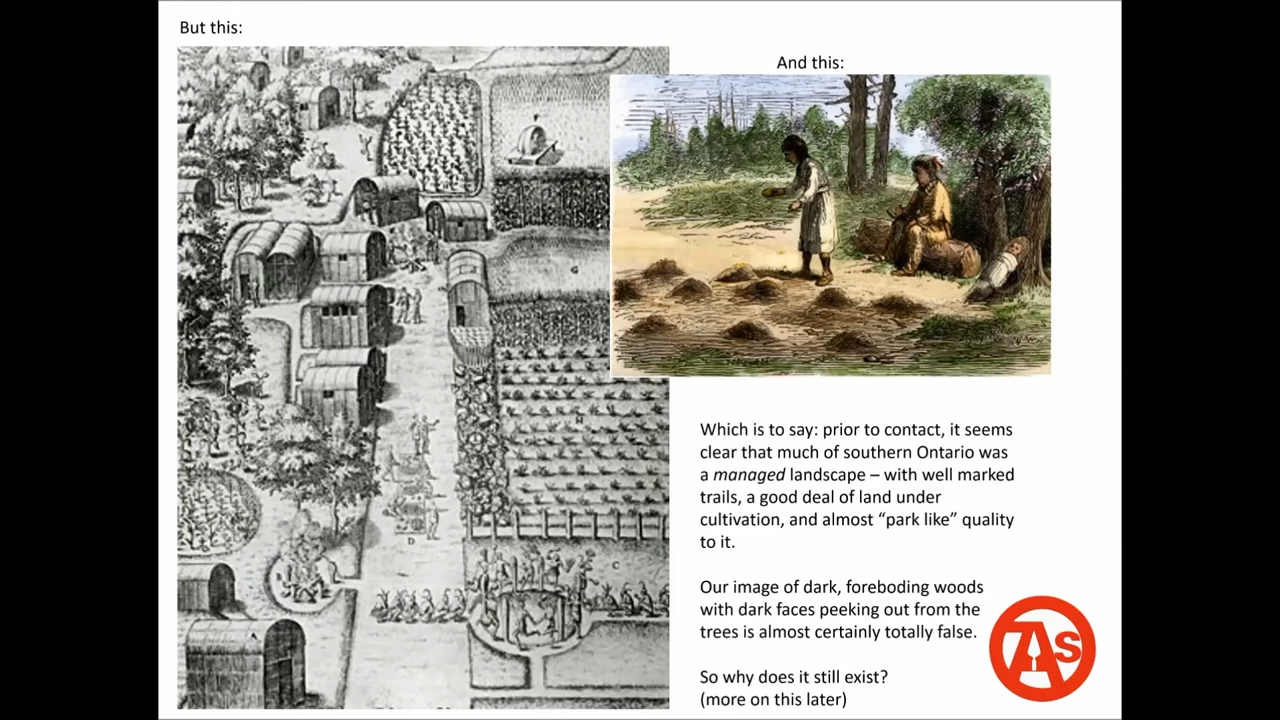 But this:
And this:
Which is to say: prior to contact, it seems
clear that much of southern Ontario was
a managed landscape – with well marked
trails, a good deal of land under
cultivation, and almost “park like” quality
to it.
Our image of dark, foreboding woods
with dark faces peeking out from the
trees is almost certainly totally false.
So why does it still exist?
(more on this later)
7As
G
H
D
C